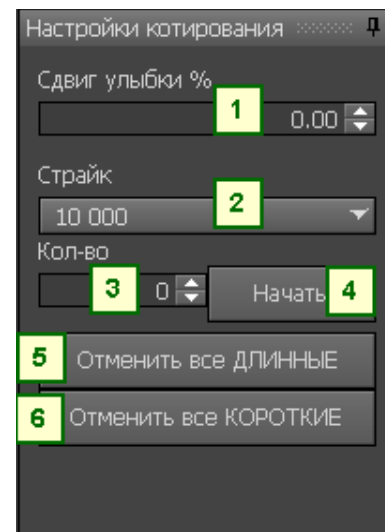 Настройки котирования
Сдвиг улыбки %
1
0.00
Страйк
2
10 000
Кол-во
3
0
Начать
4
5
Отменить все ДЛИННЫЕ
6
Отменить все КОРОТКИЕ